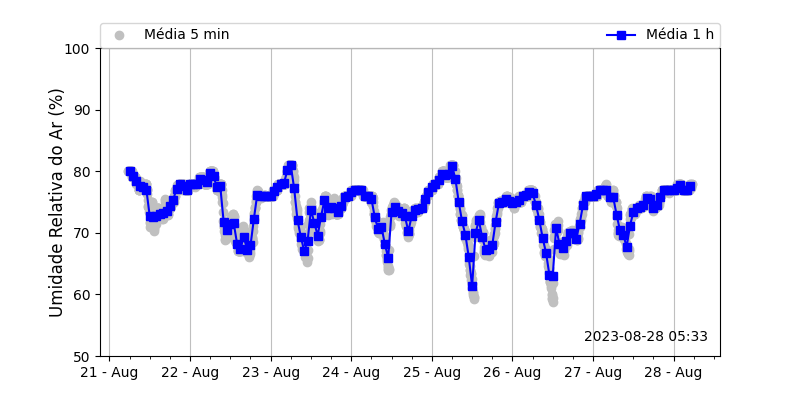 Média 5 min
Média 1 h
Umidade Relativa do Ar (%)
100
90
80
70
60
50
2023-08-28 05:33
21 - Aug
22 - Aug
23 - Aug
24 - Aug
25 - Aug
26 - Aug
27 - Aug
28 - Aug